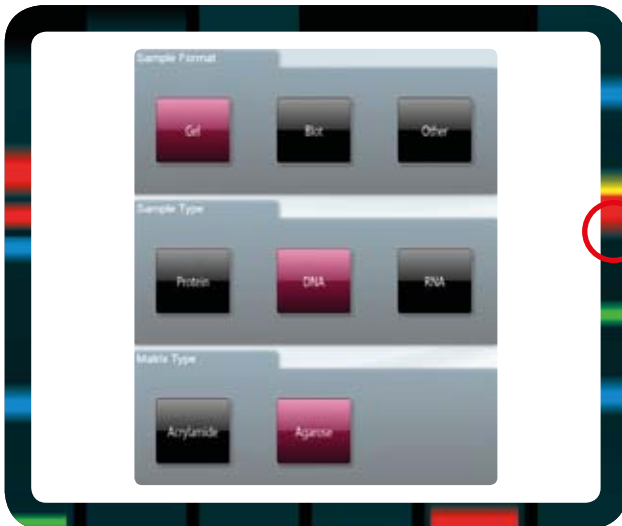 Sample Format
Gel Blot Other
Sample Type
Protein DNA RNA
Matrix Type
Acrylamide Agarose